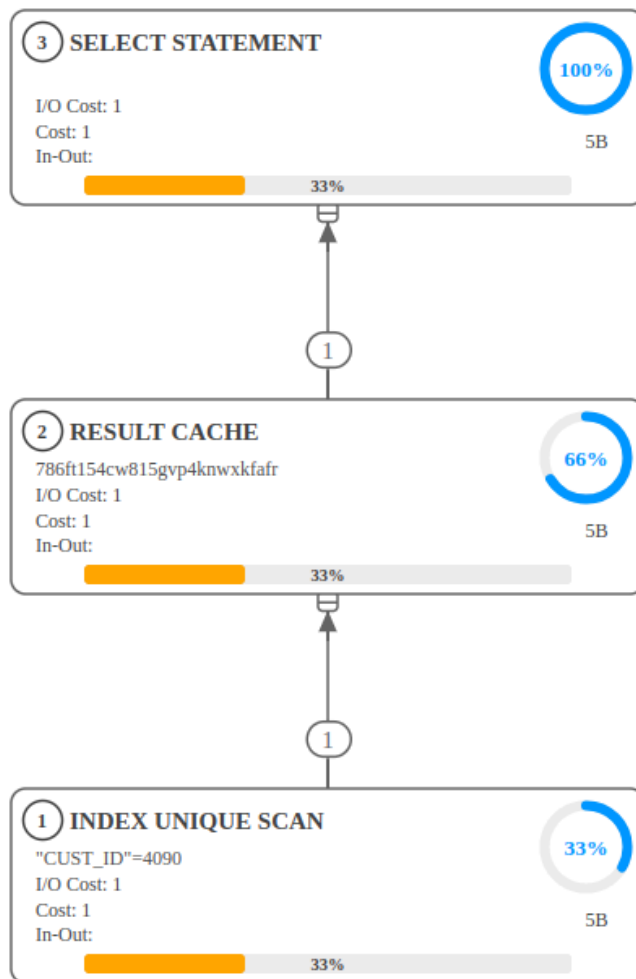 3 SELECT STATEMENT
100%
I/O Cost: 1
Cost: 1
5B
In-Out:
33%
1
2 RESULT CACHE
786ft154cw815gvp4knwxkfafr
66%
I/O Cost: 1
Cost: 1
5B
In-Out:
33%
1
1 INDEX UNIQUE SCAN
33%
"CUST_ID"=4090
I/O Cost: 1
Cost: 1
5B
In-Out:
33%